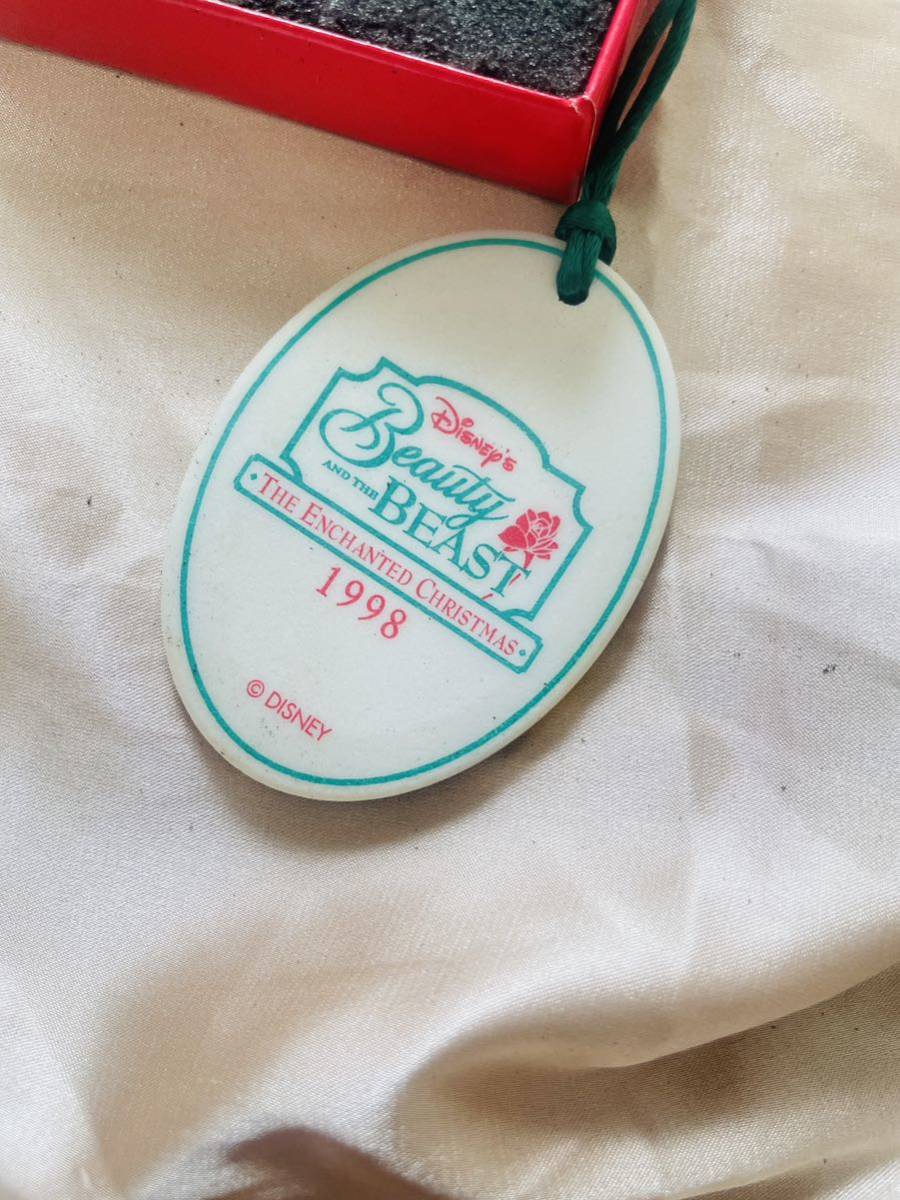 DISNEY'S
Beauty
AND THE
BEAST
THE ENCHANTED CHRISTMAS
1998
© DISNEY